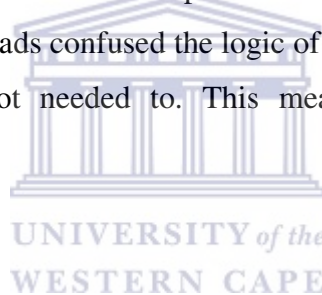 ads confused the logic of
ot needed to. This mea
UNIVERSITY of the
WESTERN CAPE